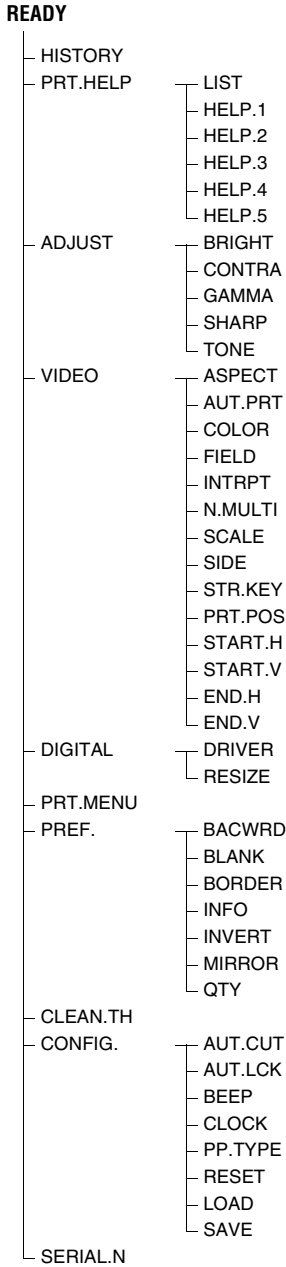 READY
HISTORY
PRT.HELP LIST
HELP.1
HELP.2
HELP.3
HELP.4
HELP.5
ADJUST BRIGHT
CONTRA
GAMMA
SHARP
TONE
VIDEO ASPECT
AUT.PRT
COLOR
FIELD
INTRPT
N.MULTI
SCALE
SIDE
STR.KEY
PRT.POS
START.H
START.V
END.H
END.V
DIGITAL DRIVER
RESIZE
PRT.MENU
PREF. BACWRD
BLANK
BORDER
INFO
INVERT
MIRROR
QTY
CLEAN.TH
CONFIG. AUT.CUT
AUT.LCK
BEEP
CLOCK
PP.TYPE
RESET
LOAD
SAVE
SERIAL.N